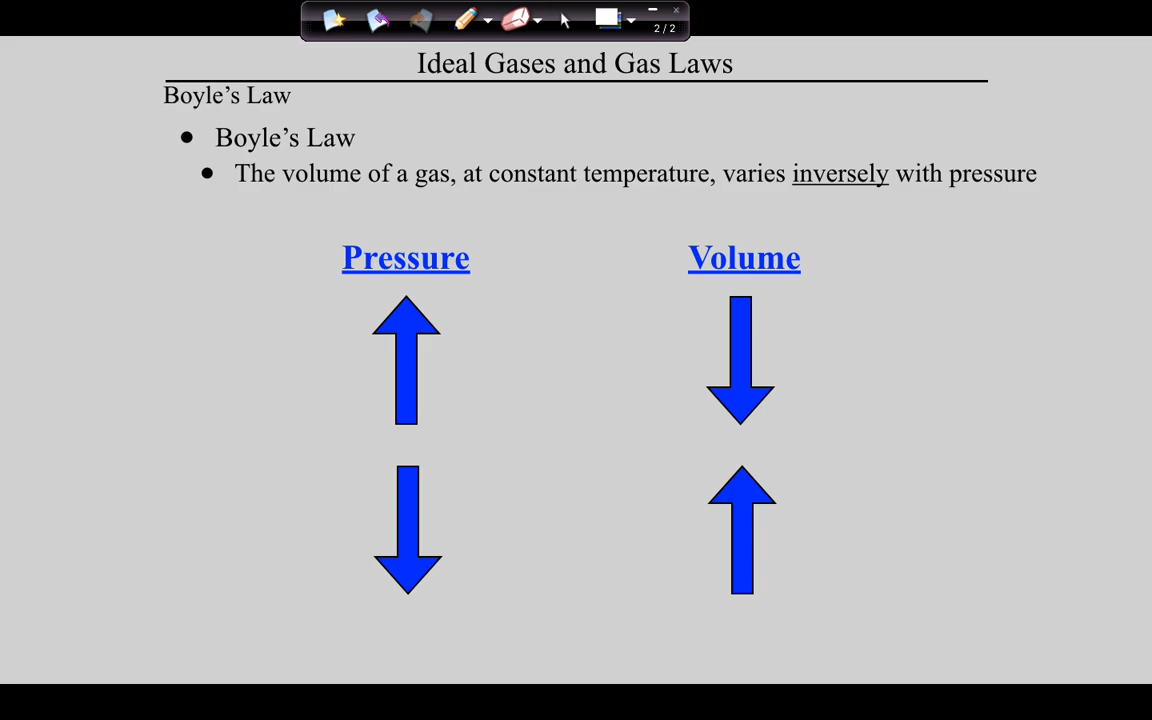 2 / 2
Ideal Gases and Gas Laws
Boyle’s Law
● Boyle’s Law
● The volume of a gas, at constant temperature, varies inversely with pressure
Pressure Volume